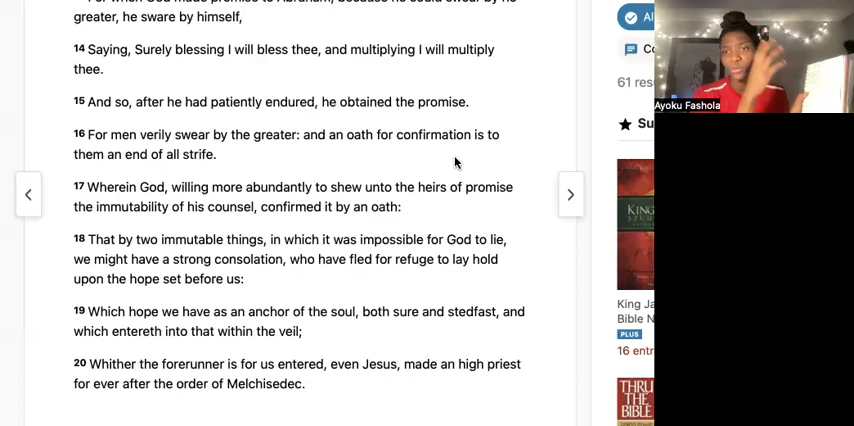 greater, he sware by himself,
14 Saying, Surely blessing I will bless thee, and multiplying I will multiply
thee.
15 And so, after he had patiently endured, he obtained the promise.
16 For men verily swear by the greater: and an oath for confirmation is to
them an end of all strife.
17 Wherein God, willing more abundantly to shew unto the heirs of promise
the immutability of his counsel, confirmed it by an oath:
18 That by two immutable things, in which it was impossible for God to lie,
we might have a strong consolation, who have fled for refuge to lay hold
upon the hope set before us:
19 Which hope we have as an anchor of the soul, both sure and stedfast, and
which entereth into that within the veil;
20 Whither the forerunner is for us entered, even Jesus, made an high priest
for ever after the order of Melchisedec.
Al
Co
61 res
Ayoku Fashola
Su
KING
STU
King Ja
Bible N
PLUS
16 entr
THRU
THE
BIBLE